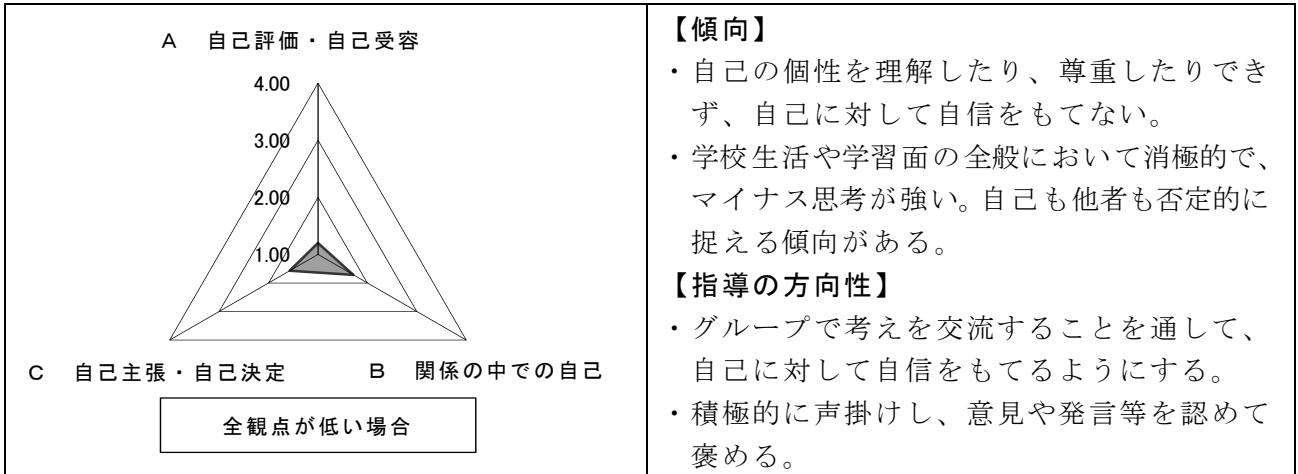 A 自己評価・自己受容
4.00
3.00
2.00
1.00
C 自己主張・自己決定
B 関係の中での自己
全観点が低い場合
【傾向】
・自己の個性を理解したり、尊重したりでき
ず、自己に対して自信をもてない。
・学校生活や学習面の全般において消極的で、
マイナス思考が強い。自己も他者も否定的に
捉える傾向がある。
【指導の方向性】
・グループで考えを交流することを通して、
自己に対して自信をもてるようにする。
・積極的に声掛けし、意見や発言等を認めて
褒める。